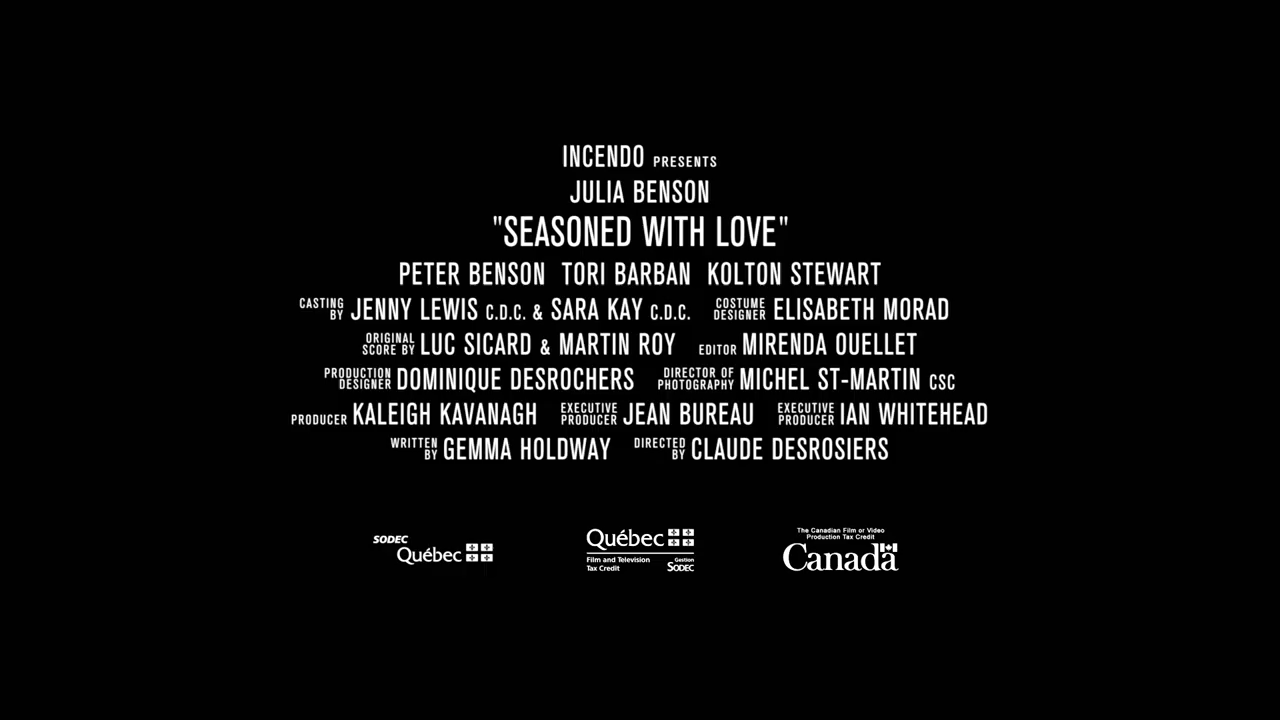 INCENDO PRESENTS
JULIA BENSON
"SEASONED WITH LOVE"
PETER BENSON TORI BARBAN KOLTON STEWART
CASTING BY JENNY LEWIS C.D.C. & SARA KAY C.D.C. COSTUME DESIGNER ELISABETH MORAD
ORIGINAL SCORE BY LUC SICARD & MARTIN ROY EDITOR MIRENDA OUELLET
PRODUCTION DESIGNER DOMINIQUE DESROCHERS DIRECTOR OF PHOTOGRAPHY MICHEL ST-MARTIN CSC
PRODUCER KALEIGH KAVANAGH EXECUTIVE PRODUCER JEAN BUREAU EXECUTIVE PRODUCER IAN WHITEHEAD
WRITTEN BY GEMMA HOLDWAY DIRECTED BY CLAUDE DESROSIERS
SODEC
Québec
Québec
Film and Television
Tax Credit
Gestion
SODEC
The Canadian Film or Video
Production Tax Credit
Canada